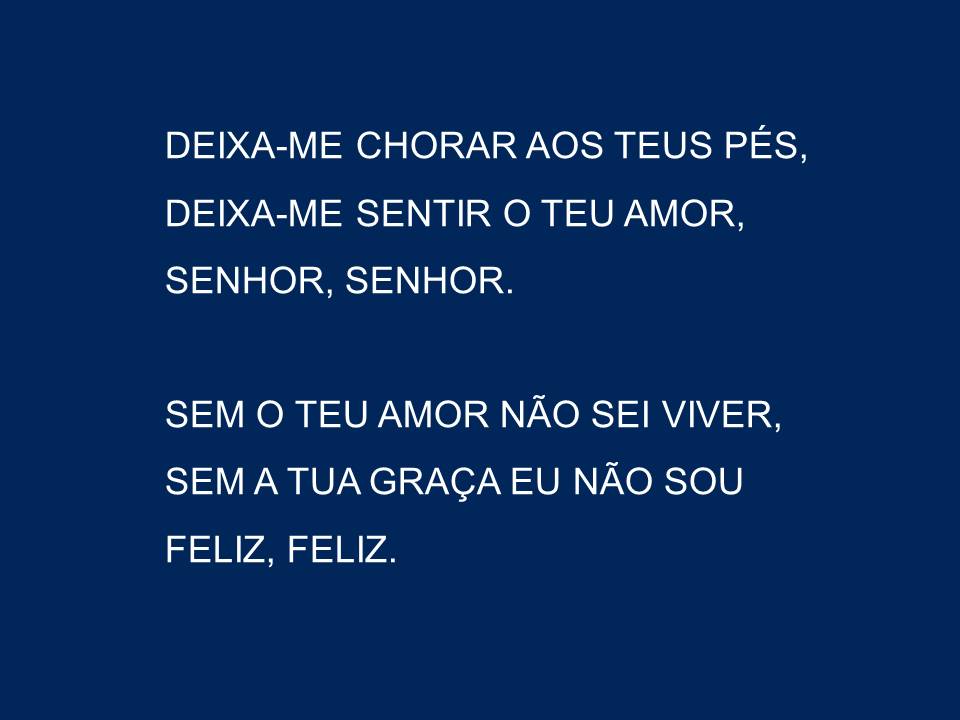 DEIXA-ME CHORAR AOS TEUS PÉS,
DEIXA-ME SENTIR O TEU AMOR,
SENHOR, SENHOR.
SEM O TEU AMOR NÃO SEI VIVER,
SEM A TUA GRAÇA EU NÃO SOU
FELIZ, FELIZ.